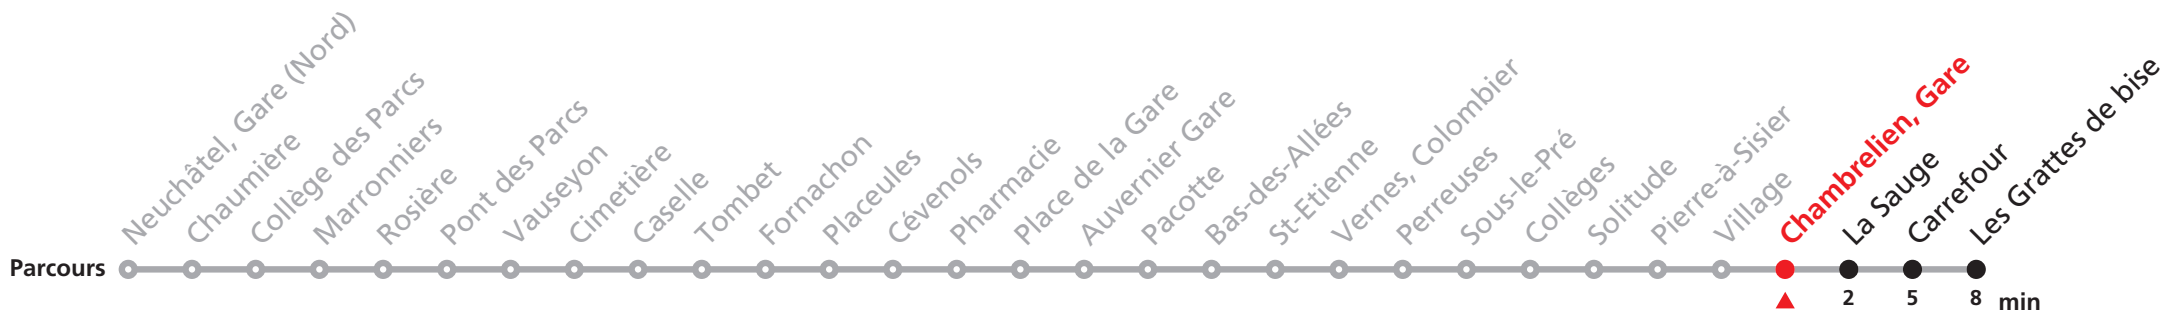 Neuchâtel, Gare (Nord)
Chaumière
Collège des Parcs
Marronniers
Rosière
Pont des Parcs
Vauseyon
Cimetière
Caselle
Tombet
Fornachon
Placeules
Cévenols
Pharmacie
Place de la Gare
Auvernier Gare
Pacotte
Bas-des-Allées
St-Etienne
Vernes, Colombier
Perreuses
Sous-le-Pré
Collèges
Solitude
Pierre-à-Sisier
Village
Chambrelien, Gare
La Sauge
Carrefour
Les Grattes de bise
Parcours
2 5 8 min